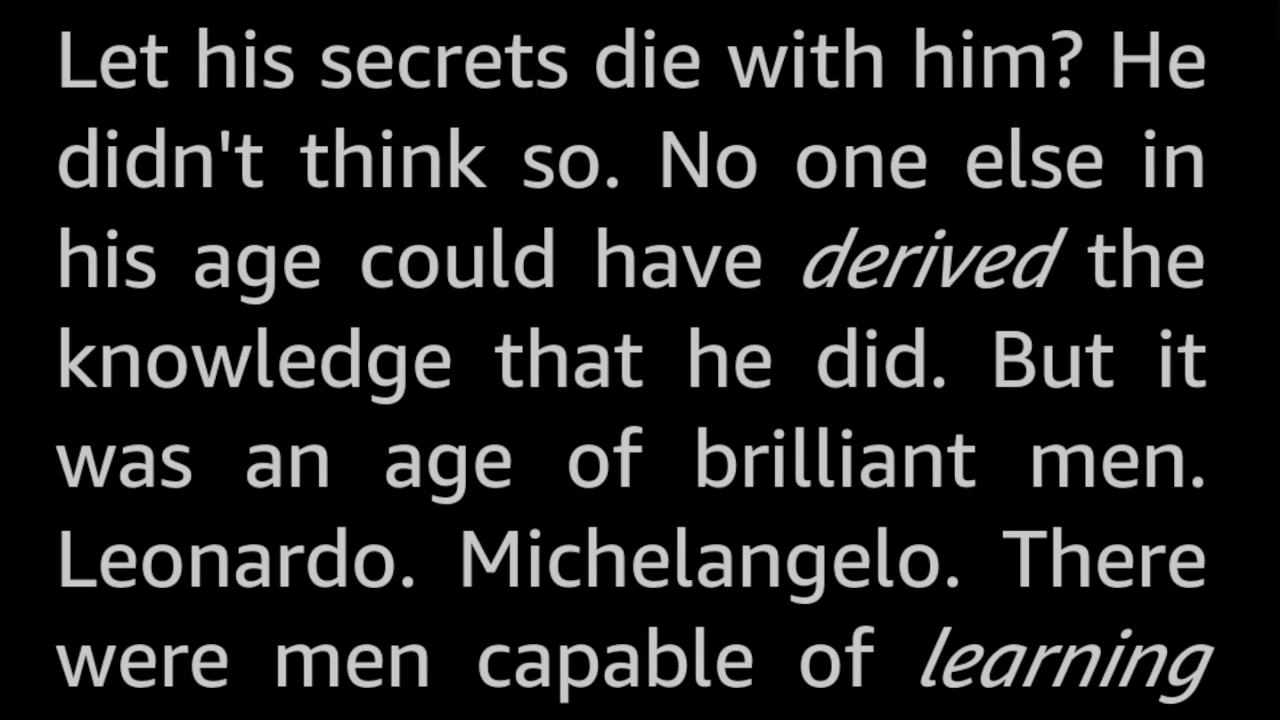 Let his secrets die with him? He
didn't think so. No one else in
his age could have derived the
knowledge that he did. But it
was an age of brilliant men.
Leonardo. Michelangelo. There
were men capable of learning